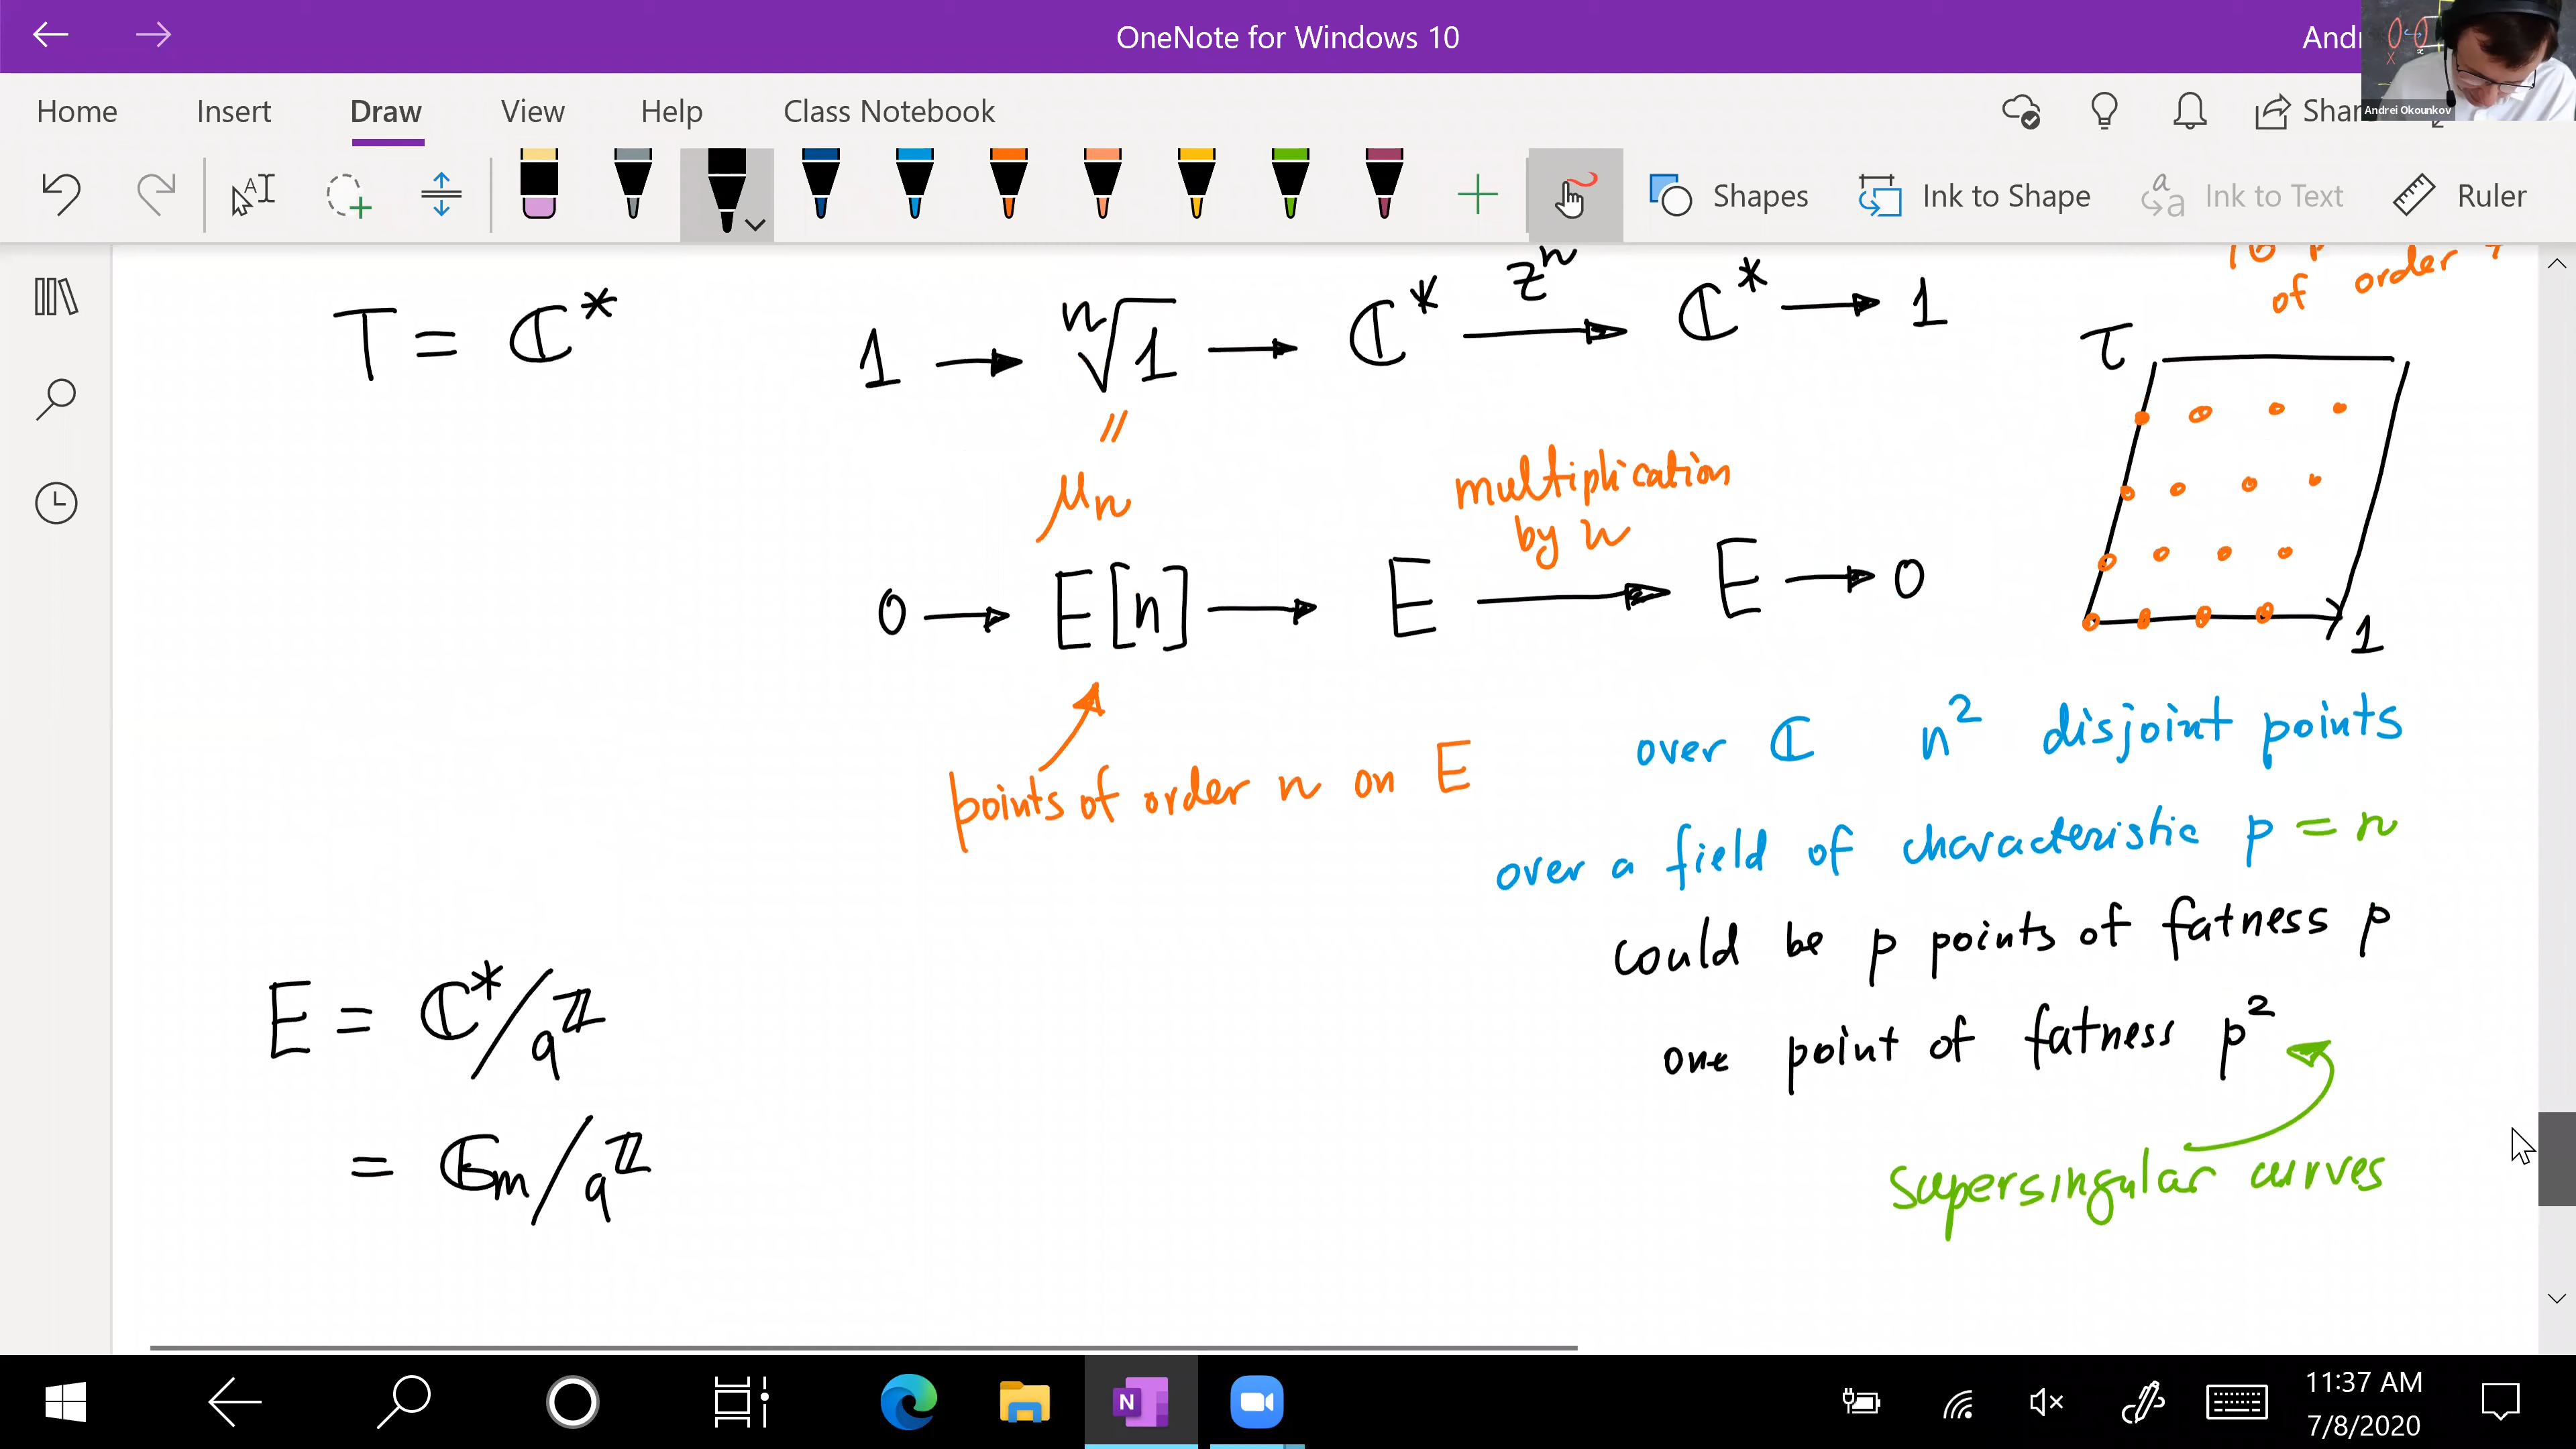 OneNote for Windows 10
Andr
Andrei Okounkov
Home Insert Draw View Help Class Notebook Shar
Shapes Ink to Shape Ink to Text Ruler
of order
T = ℂ* 1 → ⁿ√1 → ℂ* → zⁿ ℂ* → 1
τ
=
μn
multiplication
by n
0 → E[n] → E → E → 0
1
points of order n on E
over ℂ n² disjoint points
over a field of characteristic p = n
could be p points of fatness p
one point of fatness p²
supersingular curves
E = ℂ*/q^ℤ
= 𝔾m/q^ℤ
11:37 AM
7/8/2020